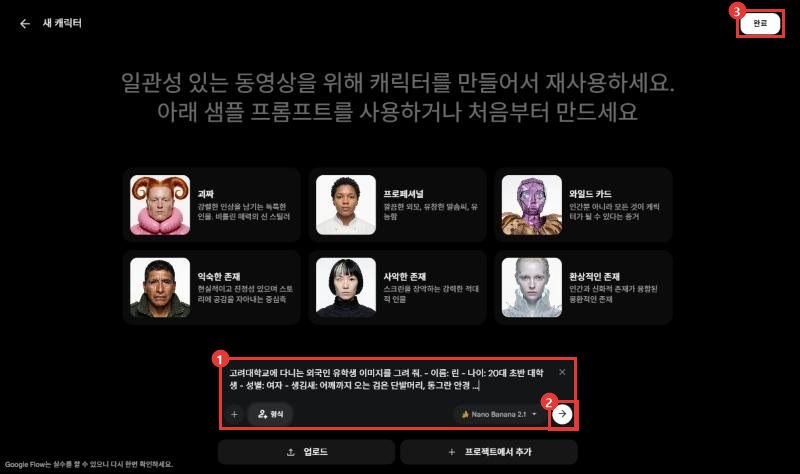 새 캐릭터
3
완료
일관성 있는 동영상을 위해 캐릭터를 만들어서 재사용하세요.
아래 샘플 프롬프트를 사용하거나 처음부터 만드세요
괴짜
강렬한 인상을 남기는 독특한
인물. 비틀린 매력의 신 스틸러
프로페셔널
깔끔한 외모, 유창한 말솜씨, 유
능함
와일드 카드
인간뿐 아니라 모든 것이 캐릭
터가 될 수 있다는 증거
익숙한 존재
현실적이고 진정성 있으며 스토
리에 공감을 자아내는 중심축
사악한 존재
스크린을 장악하는 강력한 적대
적 인물
환상적인 존재
인간과 신화적 존재가 융합된
몽환적인 존재
1
고려대학교에 다니는 외국인 유학생 이미지를 그려 줘. - 이름: 린 - 나이: 20대 초반 대학
생 - 성별: 여자 - 생김새: 어깨까지 오는 검은 단발머리, 동그란 안경 ...
2
형식
Nano Banana 2.1
업로드
프로젝트에서 추가
Google Flow는 실수를 할 수 있으니 다시 한번 확인하세요.